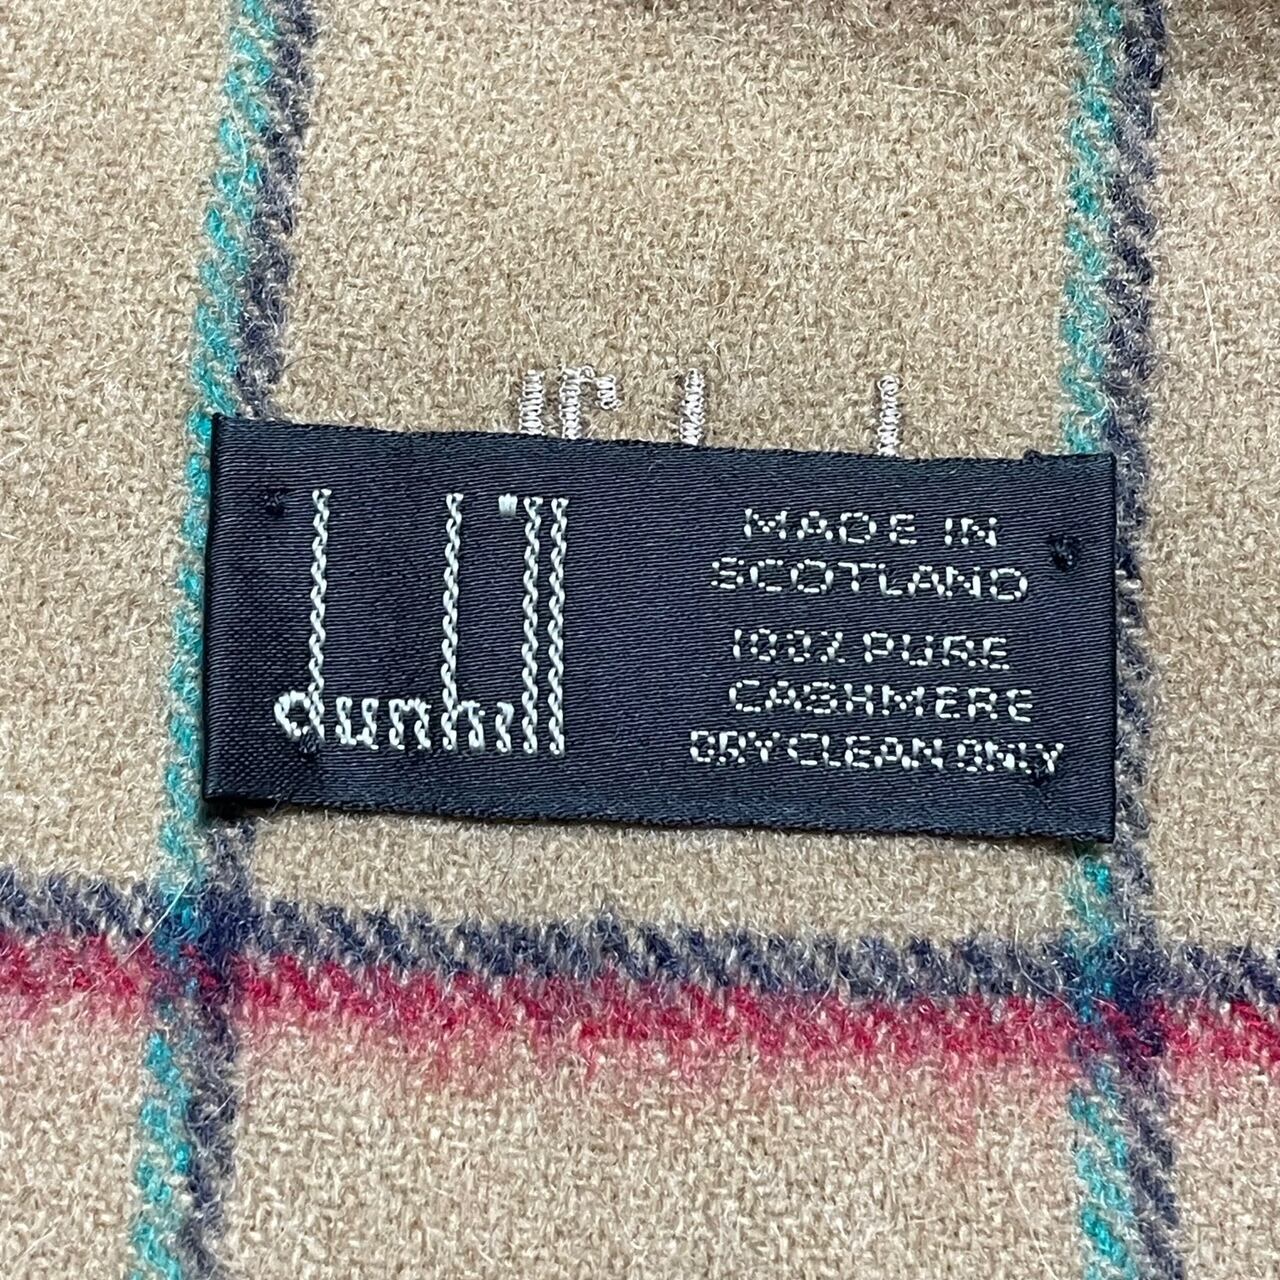 dunhill
MADE IN
SCOTLAND
100% PURE
CASHMERE
DRY CLEAN ONLY